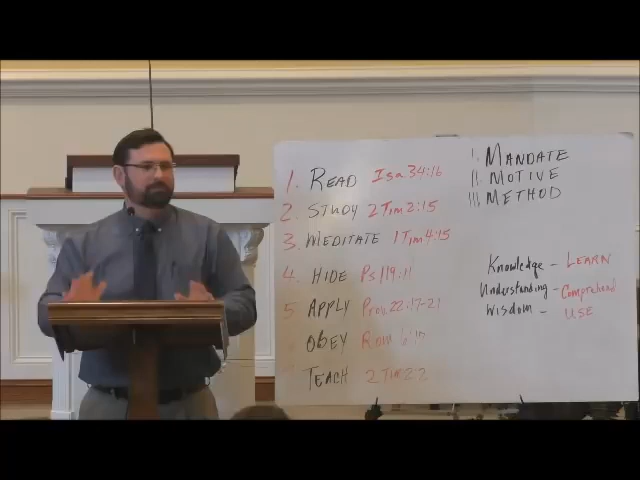 1. READ Isa 34:16
2. STUDY 2 Tim 2:15
3. MEDITATE 1 Tim 4:15
4. HIDE Ps 119:11
5 APPLY Prov 22:17-21
OBEY Rom 6:17
TEACH 2 Tim 2:2
I. MANDATE
II. MOTIVE
III. METHOD
Knowledge - LEARN
Understanding - Comprehend
Wisdom - USE